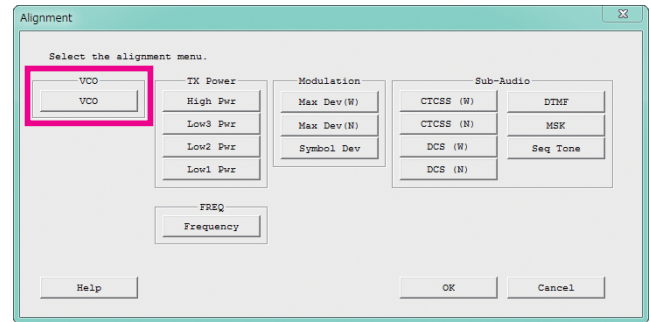 Alignment
Select the alignment menu.
VCO TX Power Modulation Sub-Audio
VCO High Pwr Max Dev(W) CTCSS (W) DTMF
Low3 Pwr Max Dev(N) CTCSS (N) MSK
Low2 Pwr Symbol Dev DCS (W) Seq Tone
Low1 Pwr DCS (N)
FREQ
Frequency
Help OK Cancel